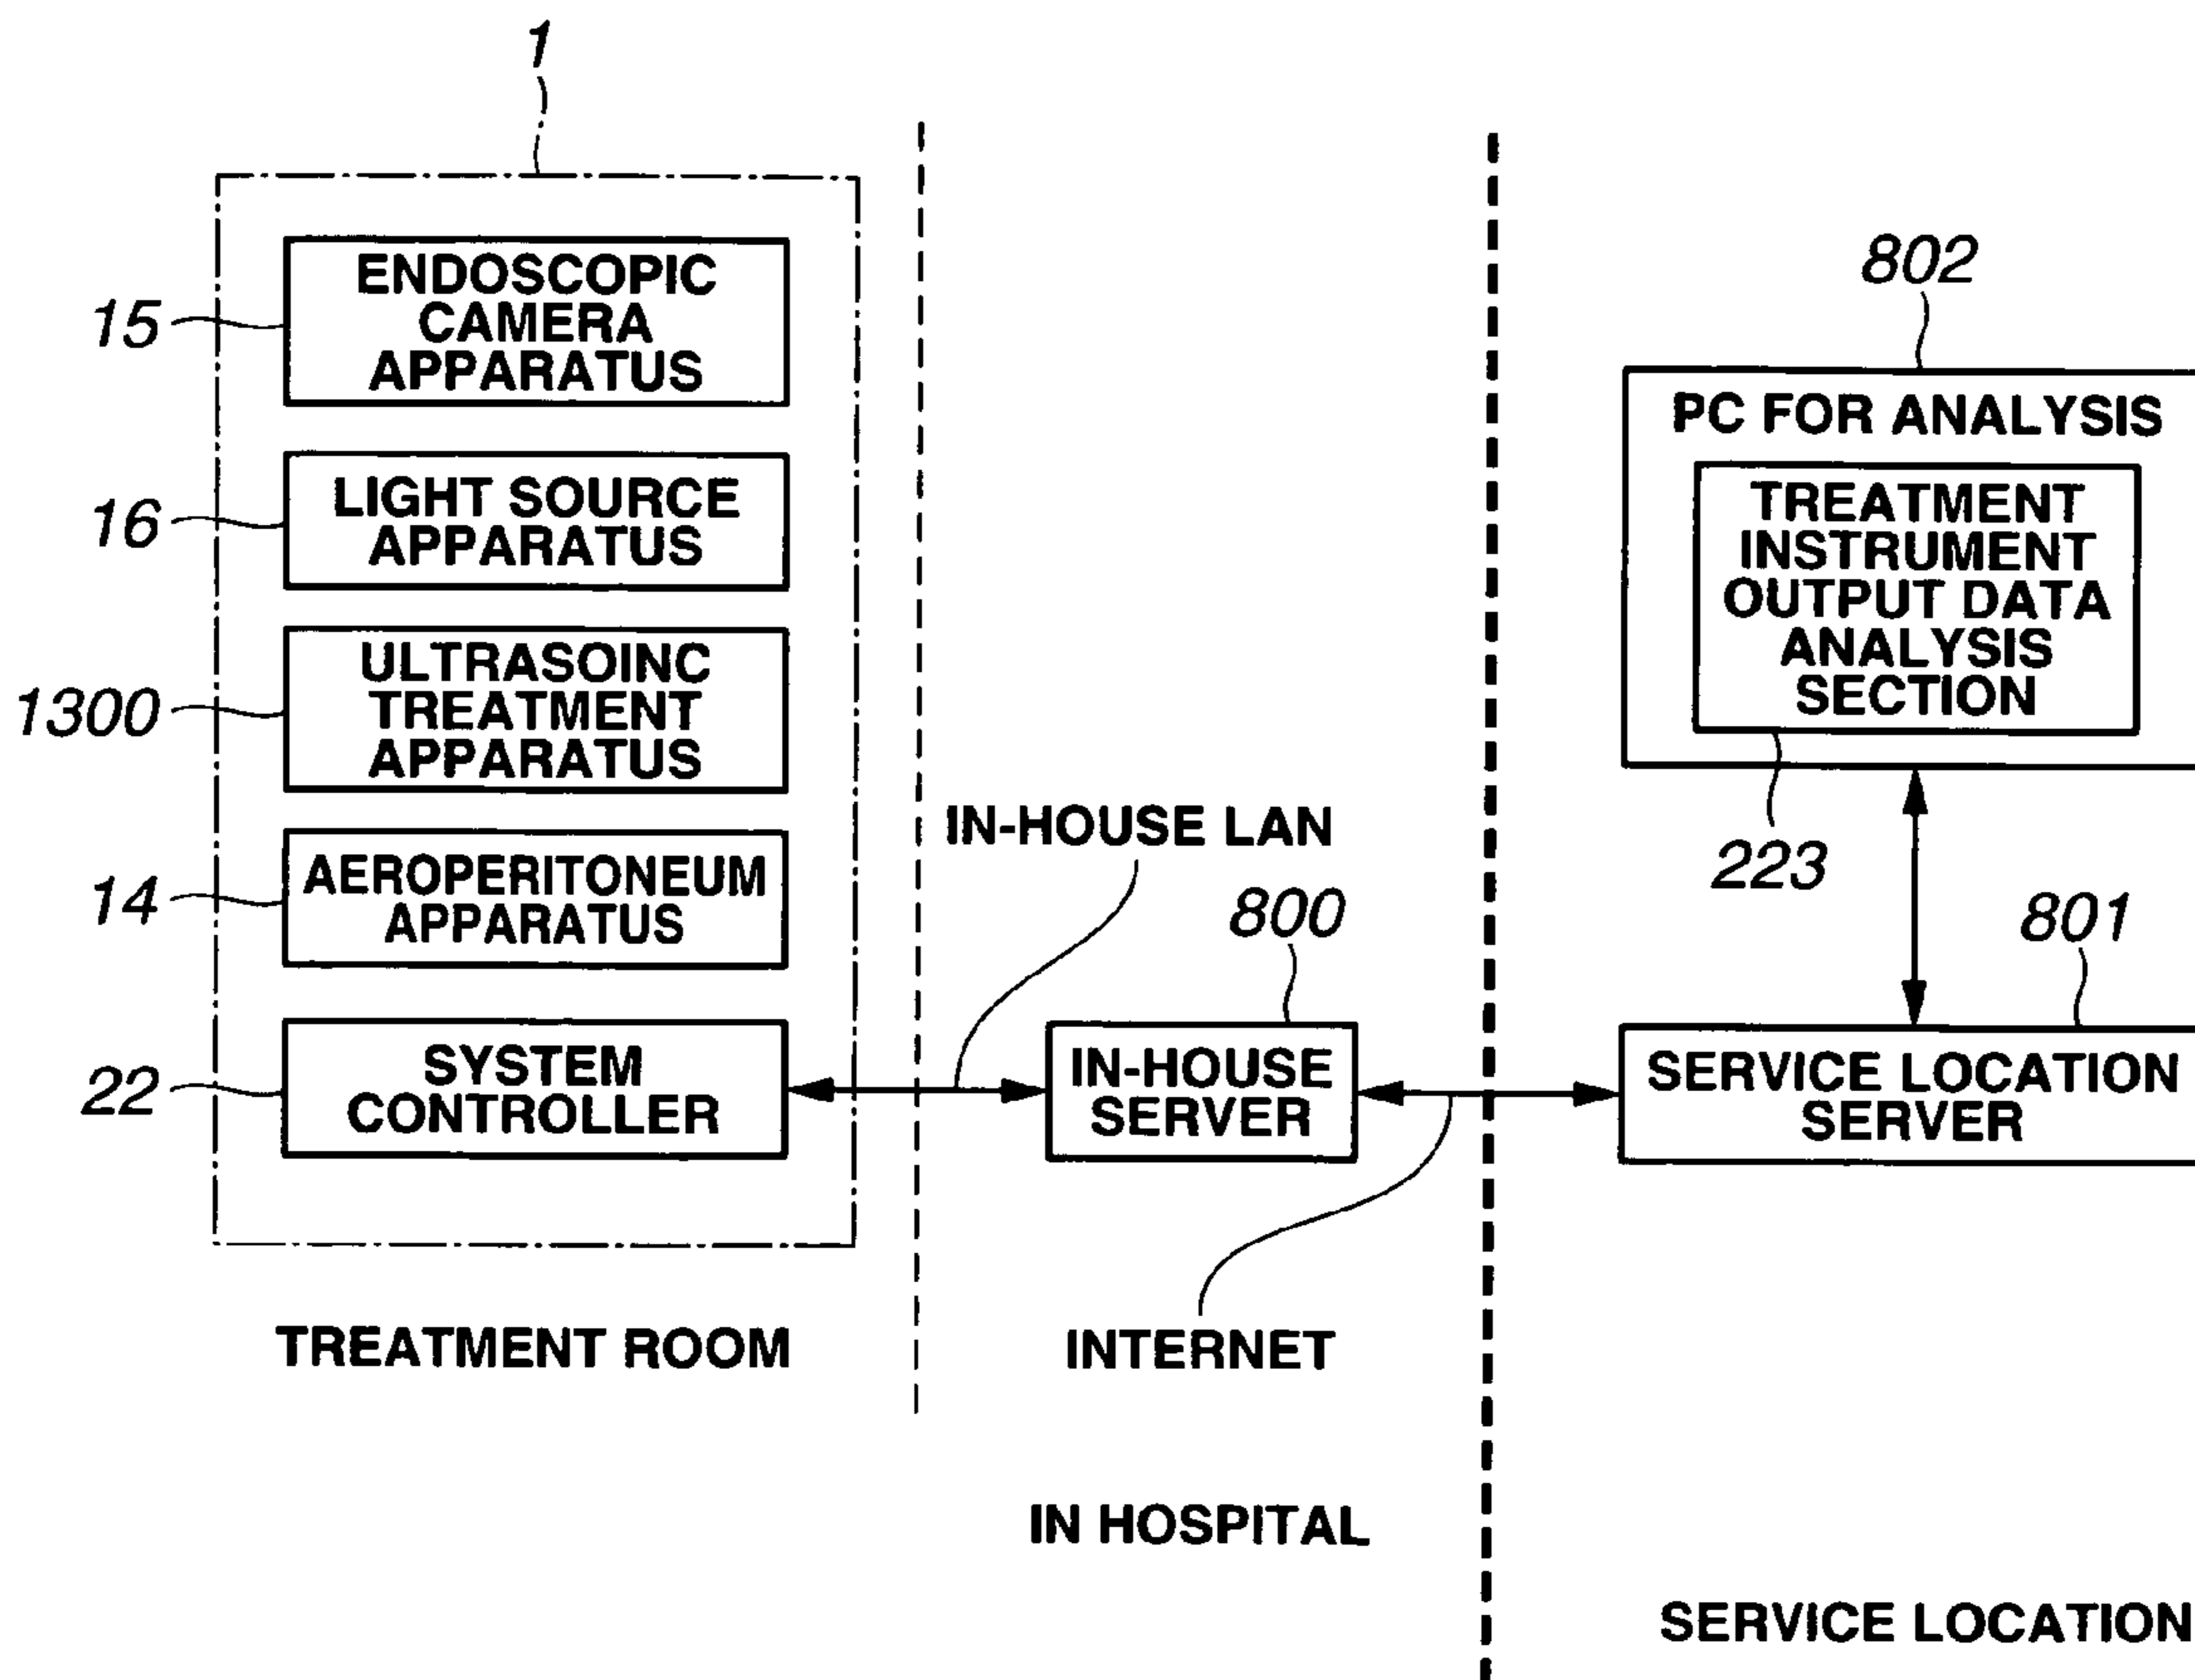 1
15
ENDOSCOPIC
CAMERA
APPARATUS
16
LIGHT SOURCE
APPARATUS
1300
ULTRASOINC
TREATMENT
APPARATUS
14
AEROPERITONEUM
APPARATUS
22
SYSTEM
CONTROLLER
TREATMENT ROOM
IN-HOUSE LAN
800
IN-HOUSE
SERVER
INTERNET
IN HOSPITAL
802
PC FOR ANALYSIS
TREATMENT
INSTRUMENT
OUTPUT DATA
ANALYSIS
SECTION
223
801
SERVICE LOCATION
SERVER
SERVICE LOCATION